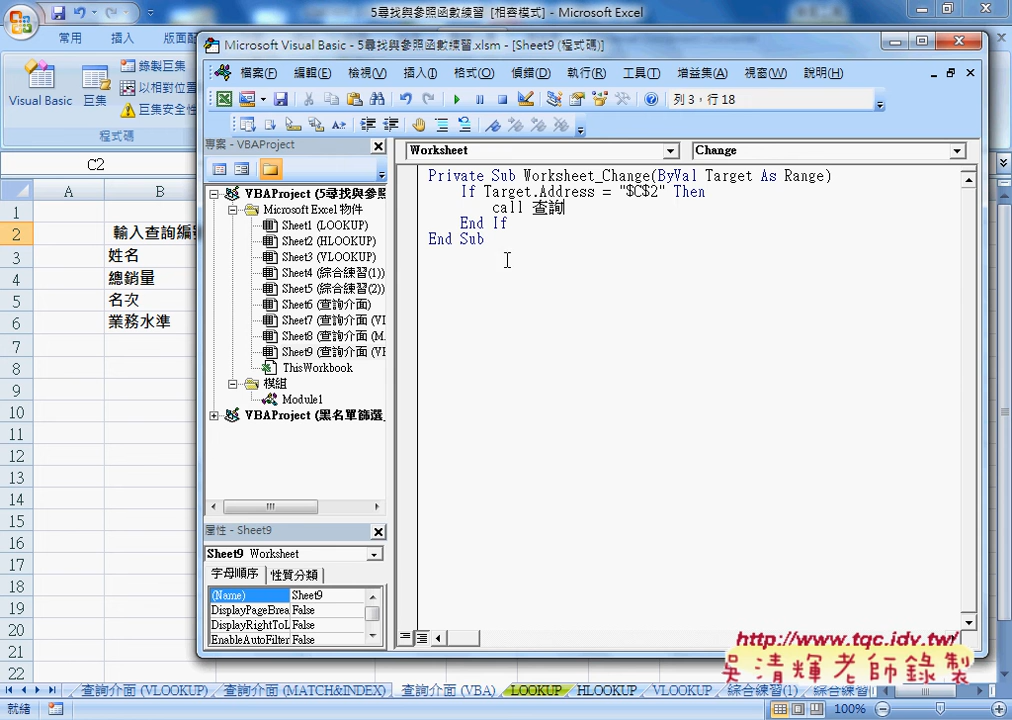 5尋找與參照函數練習 [相容模式] - Microsoft Excel
常用 插入 版面配
Visual Basic 巨集 錄製巨集
以相對位置
巨集安全性
程式碼
C2
A B
1
2 輸入查詢編號
3 姓名
4 總銷量
5 名次
6 業務水準
7
8
9
10
11
12
13
14
15
16
17
18
19
20
21
22
Microsoft Visual Basic - 5尋找與參照函數練習.xlsm - [Sheet9 (程式碼)]
檔案(F) 編輯(E) 檢視(V) 插入(I) 格式(O) 偵錯(D) 執行(R) 工具(T) 增益集(A) 視窗(W) 說明(H)
列 3，行 18
專案 - VBAProject
VBAProject (5尋找與參照
Microsoft Excel 物件
Sheet1 (LOOKUP)
Sheet2 (HLOOKUP)
Sheet3 (VLOOKUP)
Sheet4 (綜合練習(1))
Sheet5 (綜合練習(2))
Sheet6 (查詢介面)
Sheet7 (查詢介面 (VI
Sheet8 (查詢介面 (M
Sheet9 (查詢介面 (VI
ThisWorkbook
模組
Module1
VBAProject (黑名單篩選
屬性 - Sheet9
Sheet9 Worksheet
字母順序 性質分類
(Name) Sheet9
DisplayPageBrea False
DisplayRightToL False
EnableAutoFilter False
Worksheet Change
Private Sub Worksheet_Change(ByVal Target As Range)
If Target.Address = "$C$2" Then
call 查詢
End If
End Sub
http://www.tqc.idv.tw/
吳清輝老師錄製
查詢介面 (VLOOKUP) 查詢介面 (MATCH&INDEX) 查詢介面 (VBA) LOOKUP HLOOKUP VLOOKUP 綜合練習(1) 綜合練習
就緒 100%